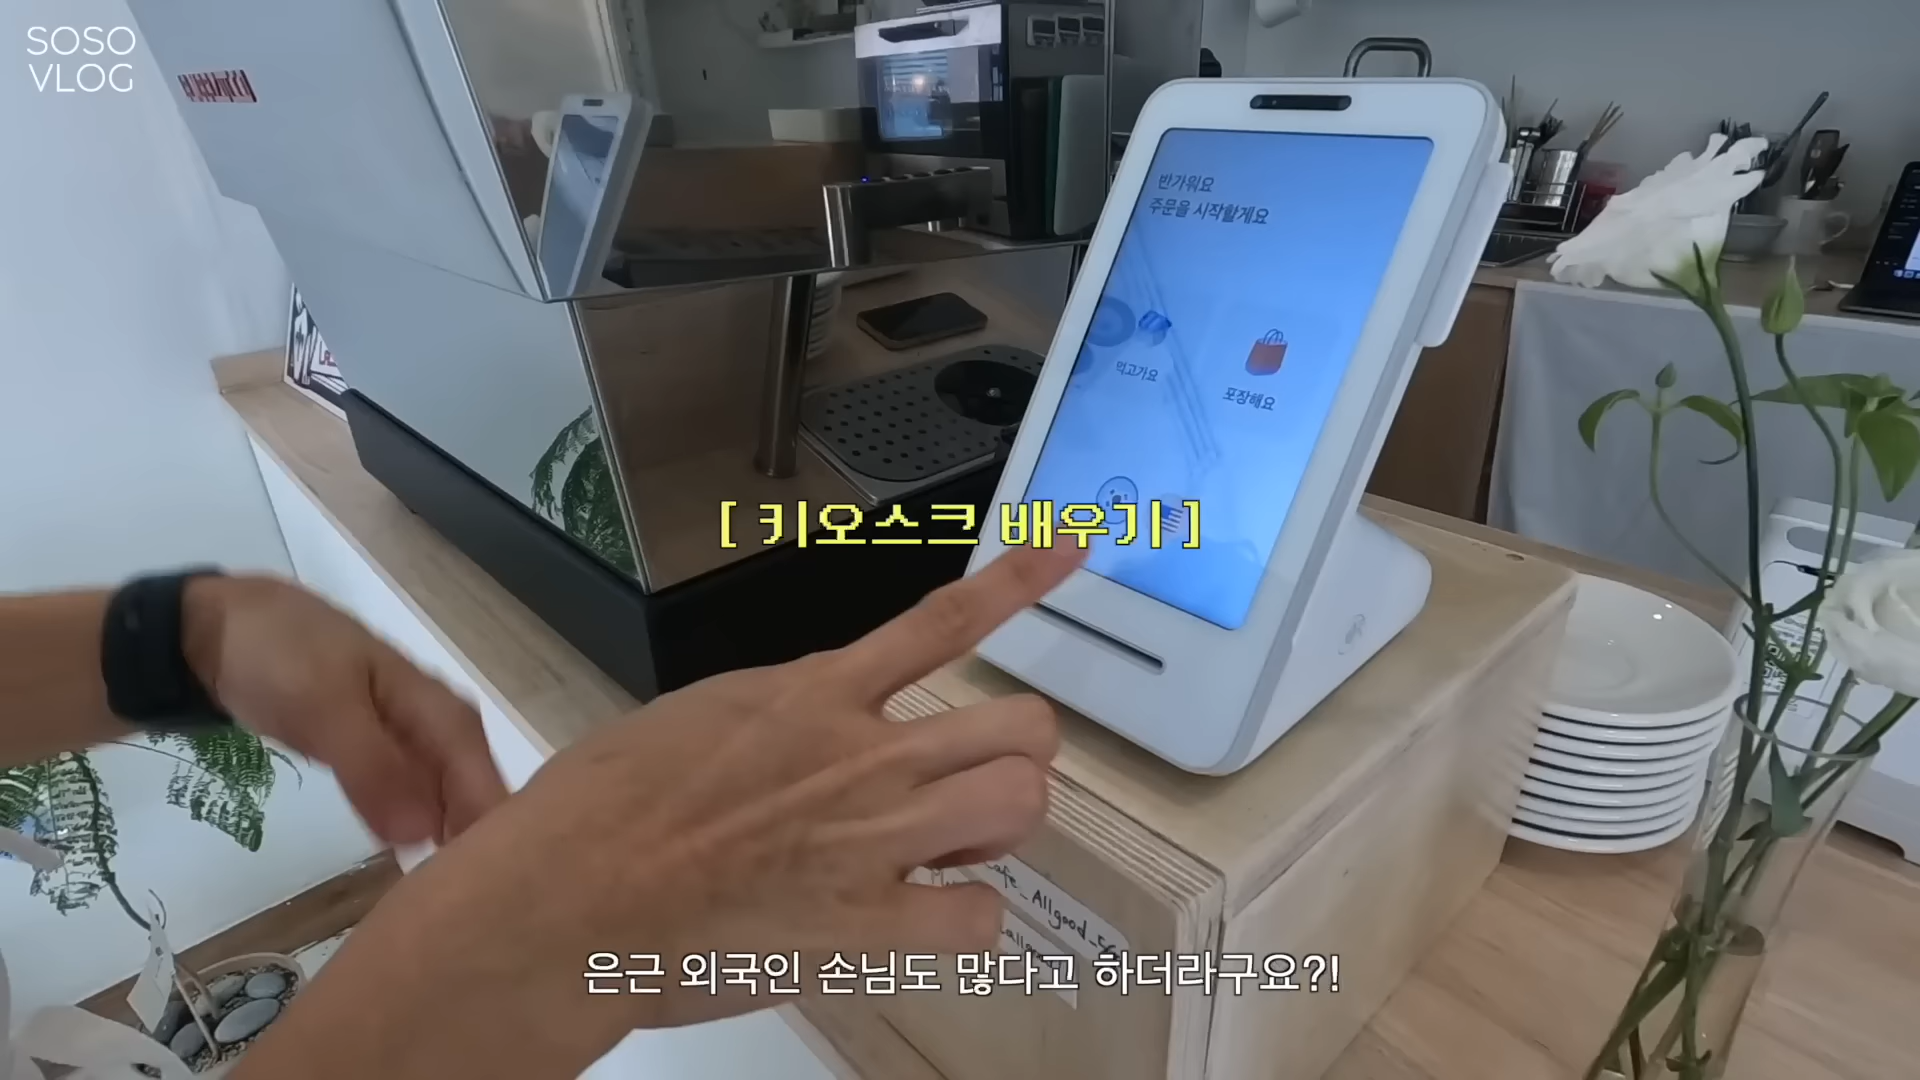 SOSO
VLOG
반가워요
주문을 시작할게요
먹고가요
포장해요
[ 키오스크 배우기 ]
Cafe_Allgood_
은근 외국인 손님도 많다고 하더라구요?!